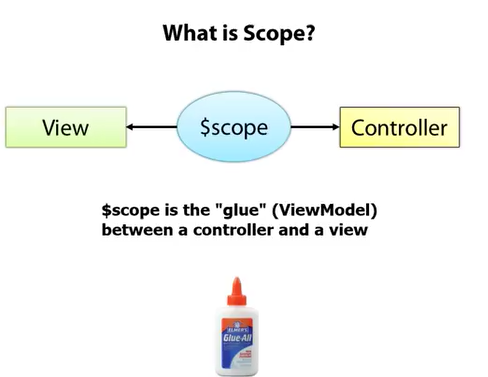 What is Scope?
View
$scope
Controller
$scope is the "glue" (ViewModel)
between a controller and a view
ELMER'S
Glue-All